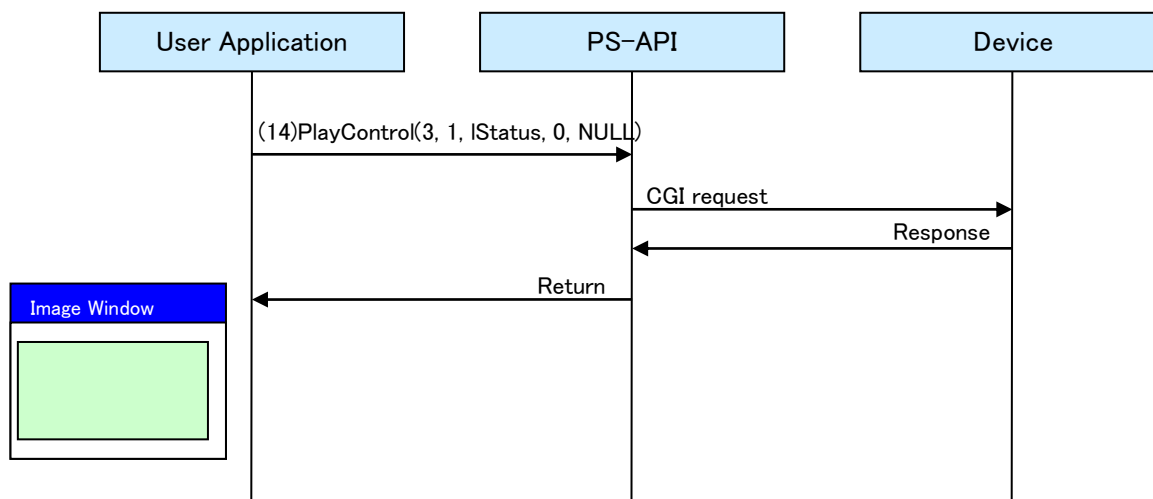 User Application
PS-API
Device
(14)PlayControl(3, 1, lStatus, 0, NULL)
CGI request
Response
Return
Image Window